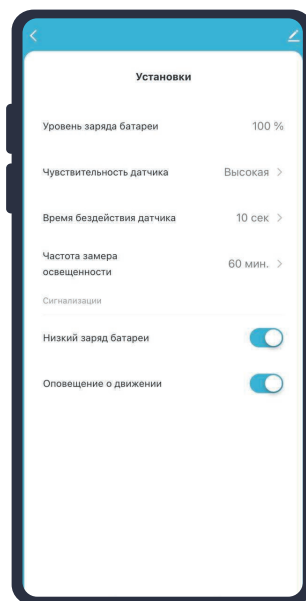 Установки
Уровень заряда батареи 100 %
Чувствительность датчика Высокая >
Время бездействия датчика 10 сек >
Частота замера
освещенности 60 мин. >
Сигнализации
Низкий заряд батареи
Оповещение о движении